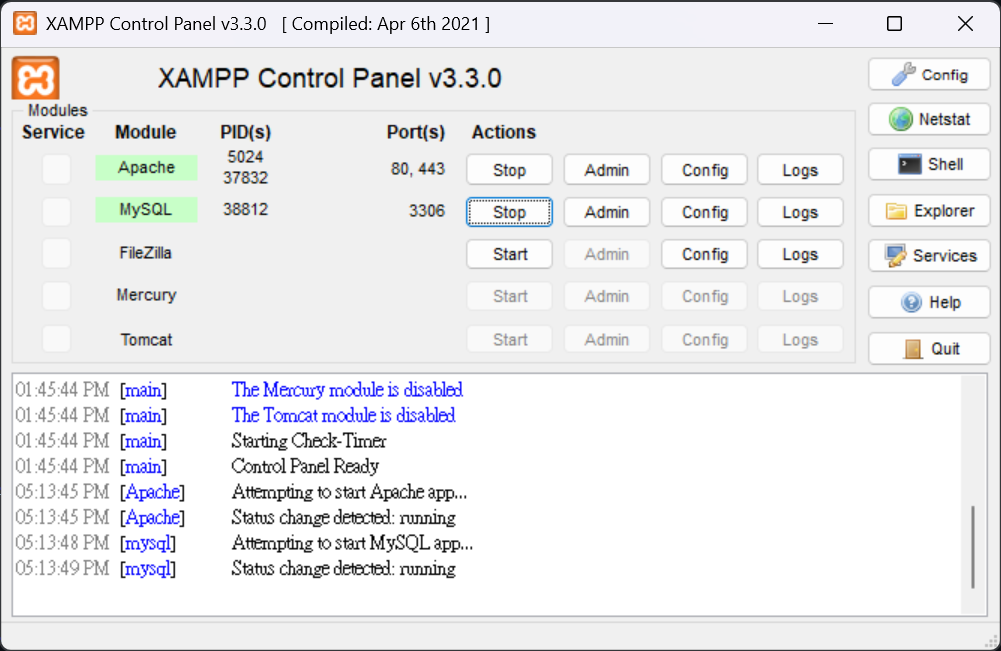 XAMPP Control Panel v3.3.0 [ Compiled: Apr 6th 2021 ]
XAMPP Control Panel v3.3.0
Config
Modules
Service Module PID(s) Port(s) Actions
Netstat
Apache 5024 37832 80, 443 Stop Admin Config Logs
Shell
MySQL 38812 3306 Stop Admin Config Logs
Explorer
FileZilla Start Admin Config Logs
Services
Mercury Start Admin Config Logs
Help
Tomcat Start Admin Config Logs
Quit
01:45:44 PM [main] The Mercury module is disabled
01:45:44 PM [main] The Tomcat module is disabled
01:45:44 PM [main] Starting Check-Timer
01:45:44 PM [main] Control Panel Ready
05:13:45 PM [Apache] Attempting to start Apache app...
05:13:45 PM [Apache] Status change detected: running
05:13:48 PM [mysql] Attempting to start MySQL app...
05:13:49 PM [mysql] Status change detected: running